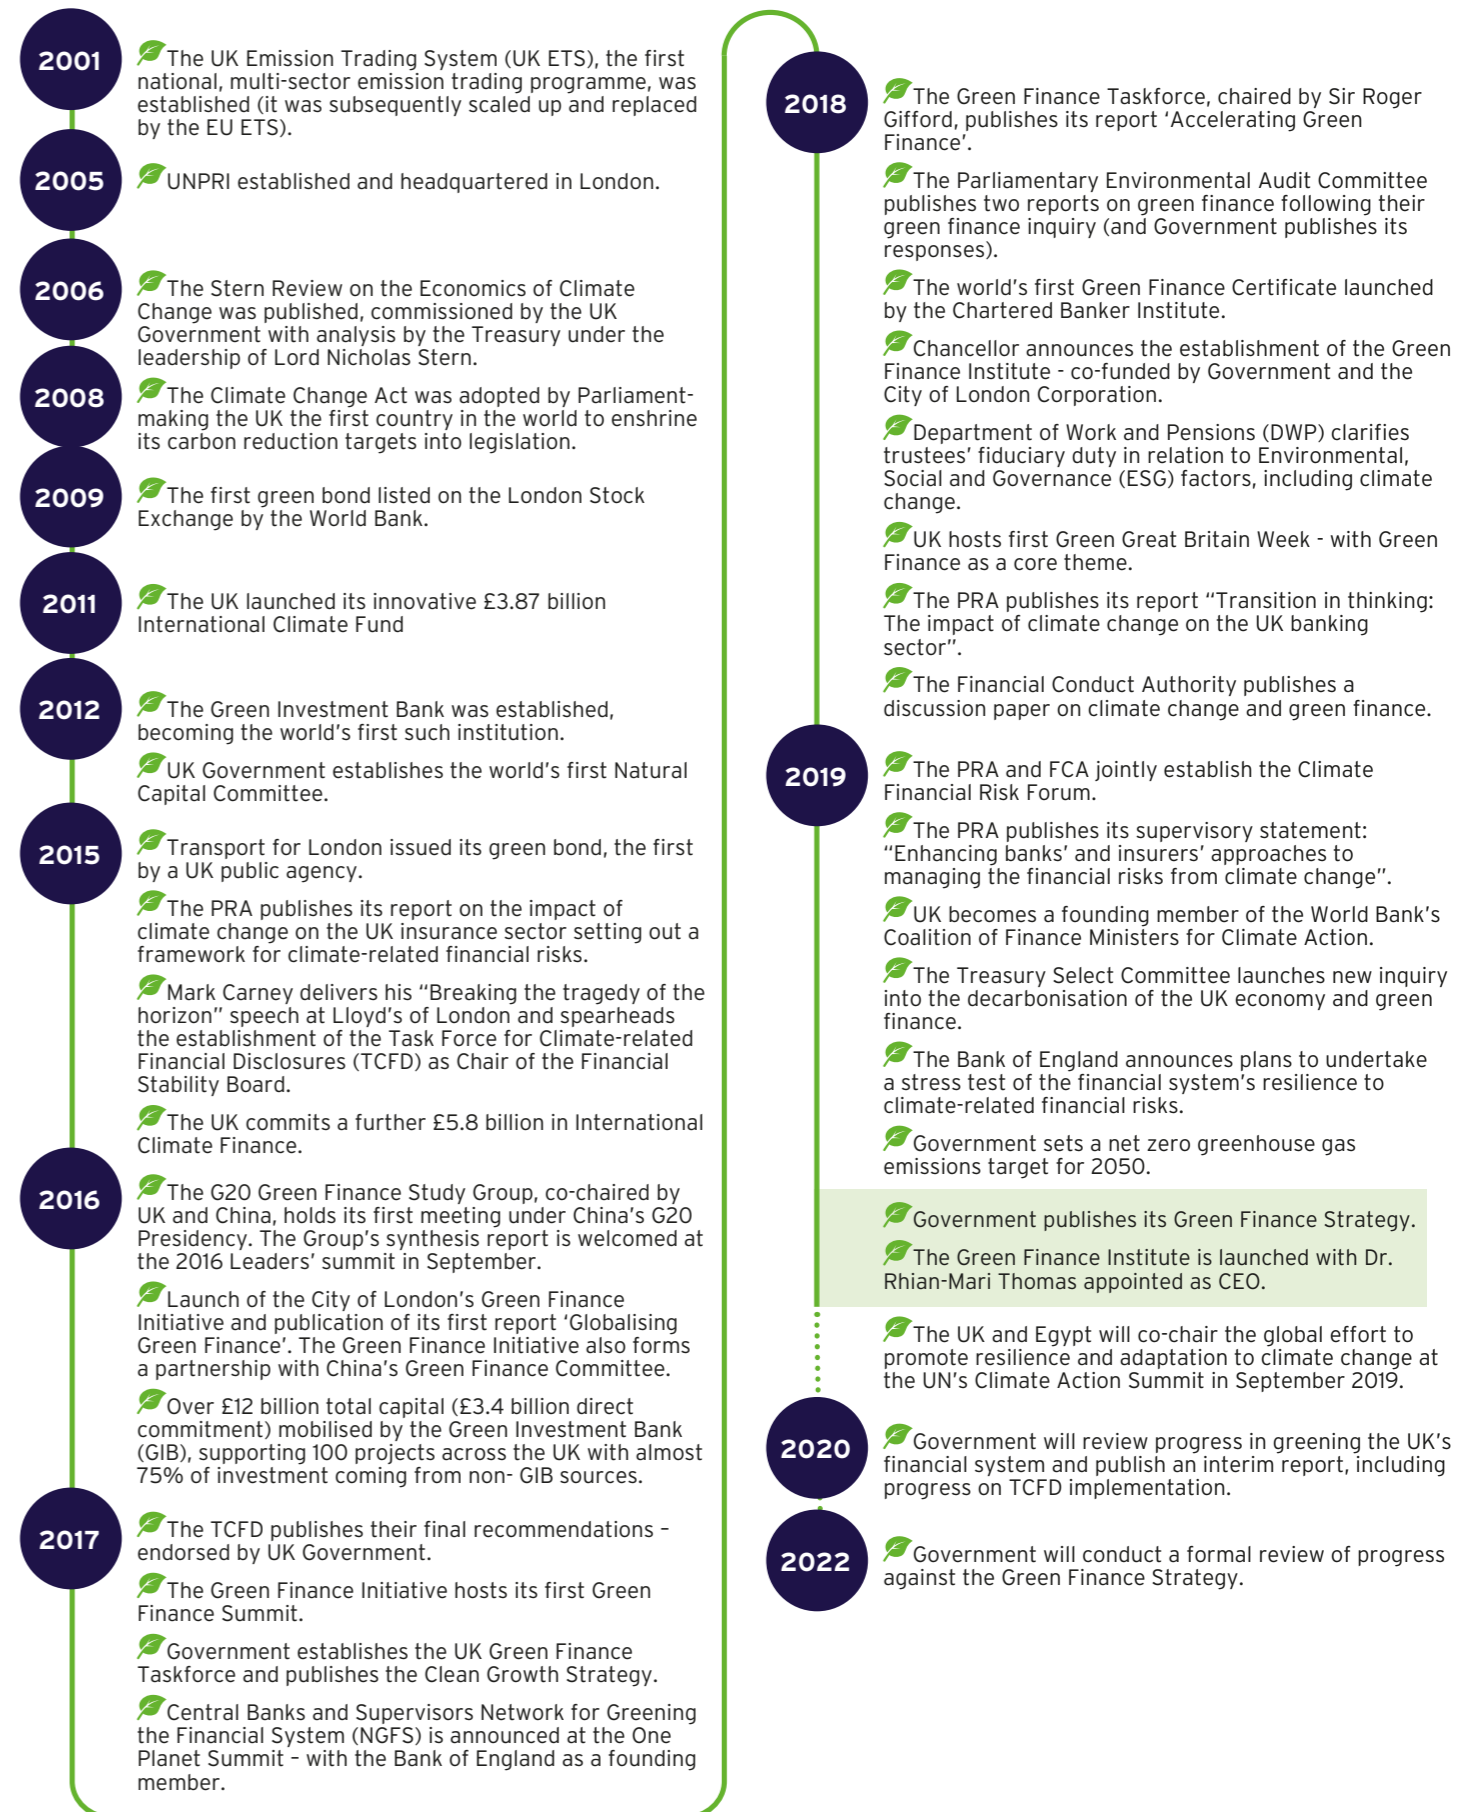 2001
The UK Emission Trading System (UK ETS), the first
national, multi-sector emission trading programme, was
established (it was subsequently scaled up and replaced
by the EU ETS).
2005
UNPRI established and headquartered in London.
2006
The Stern Review on the Economics of Climate
Change was published, commissioned by the UK
Government with analysis by the Treasury under the
leadership of Lord Nicholas Stern.
2008
The Climate Change Act was adopted by Parliament-
making the UK the first country in the world to enshrine
its carbon reduction targets into legislation.
2009
The first green bond listed on the London Stock
Exchange by the World Bank.
2011
The UK launched its innovative £3.87 billion
International Climate Fund
2012
The Green Investment Bank was established,
becoming the world's first such institution.
UK Government establishes the world's first Natural
Capital Committee.
2015
Transport for London issued its green bond, the first
by a UK public agency.
The PRA publishes its report on the impact of
climate change on the UK insurance sector setting out a
framework for climate-related financial risks.
Mark Carney delivers his “Breaking the tragedy of the
horizon” speech at Lloyd's of London and spearheads
the establishment of the Task Force for Climate-related
Financial Disclosures (TCFD) as Chair of the Financial
Stability Board.
The UK commits a further £5.8 billion in International
Climate Finance.
2016
The G20 Green Finance Study Group, co-chaired by
UK and China, holds its first meeting under China's G20
Presidency. The Group's synthesis report is welcomed at
the 2016 Leaders' summit in September.
Launch of the City of London's Green Finance
Initiative and publication of its first report ‘Globalising
Green Finance’. The Green Finance Initiative also forms
a partnership with China's Green Finance Committee.
Over £12 billion total capital (£3.4 billion direct
commitment) mobilised by the Green Investment Bank
(GIB), supporting 100 projects across the UK with almost
75% of investment coming from non- GIB sources.
2017
The TCFD publishes their final recommendations –
endorsed by UK Government.
The Green Finance Initiative hosts its first Green
Finance Summit.
Government establishes the UK Green Finance
Taskforce and publishes the Clean Growth Strategy.
Central Banks and Supervisors Network for Greening
the Financial System (NGFS) is announced at the One
Planet Summit – with the Bank of England as a founding
member.
2018
The Green Finance Taskforce, chaired by Sir Roger
Gifford, publishes its report ‘Accelerating Green
Finance’.
The Parliamentary Environmental Audit Committee
publishes two reports on green finance following their
green finance inquiry (and Government publishes its
responses).
The world's first Green Finance Certificate launched
by the Chartered Banker Institute.
Chancellor announces the establishment of the Green
Finance Institute - co-funded by Government and the
City of London Corporation.
Department of Work and Pensions (DWP) clarifies
trustees' fiduciary duty in relation to Environmental,
Social and Governance (ESG) factors, including climate
change.
UK hosts first Green Great Britain Week - with Green
Finance as a core theme.
The PRA publishes its report “Transition in thinking:
The impact of climate change on the UK banking
sector”.
The Financial Conduct Authority publishes a
discussion paper on climate change and green finance.
2019
The PRA and FCA jointly establish the Climate
Financial Risk Forum.
The PRA publishes its supervisory statement:
“Enhancing banks' and insurers' approaches to
managing the financial risks from climate change”.
UK becomes a founding member of the World Bank's
Coalition of Finance Ministers for Climate Action.
The Treasury Select Committee launches new inquiry
into the decarbonisation of the UK economy and green
finance.
The Bank of England announces plans to undertake
a stress test of the financial system's resilience to
climate-related financial risks.
Government sets a net zero greenhouse gas
emissions target for 2050.
Government publishes its Green Finance Strategy.
The Green Finance Institute is launched with Dr.
Rhian-Mari Thomas appointed as CEO.
The UK and Egypt will co-chair the global effort to
promote resilience and adaptation to climate change at
the UN's Climate Action Summit in September 2019.
2020
Government will review progress in greening the UK's
financial system and publish an interim report, including
progress on TCFD implementation.
2022
Government will conduct a formal review of progress
against the Green Finance Strategy.